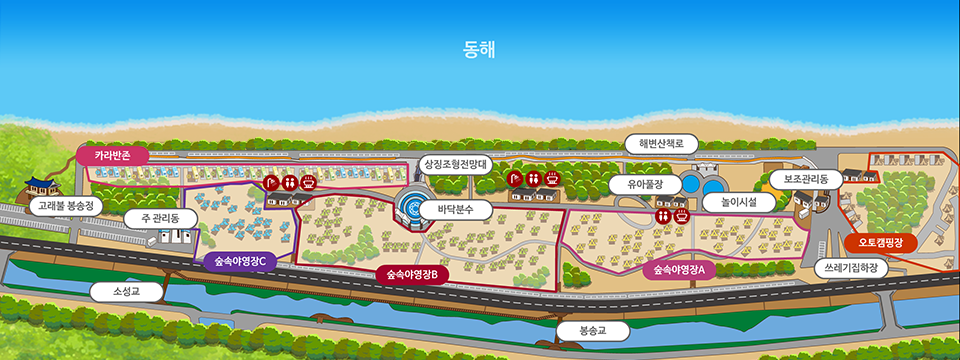 동해
카라반존
해변산책로
상징조형전망대
유아풀장
보조관리동
고래불 봉송정
바닷분수
놀이시설
주 관리동
오토캠핑장
숲속야영장C
숲속야영장B
숲속야영장A
쓰레기집하장
소성교
봉송교